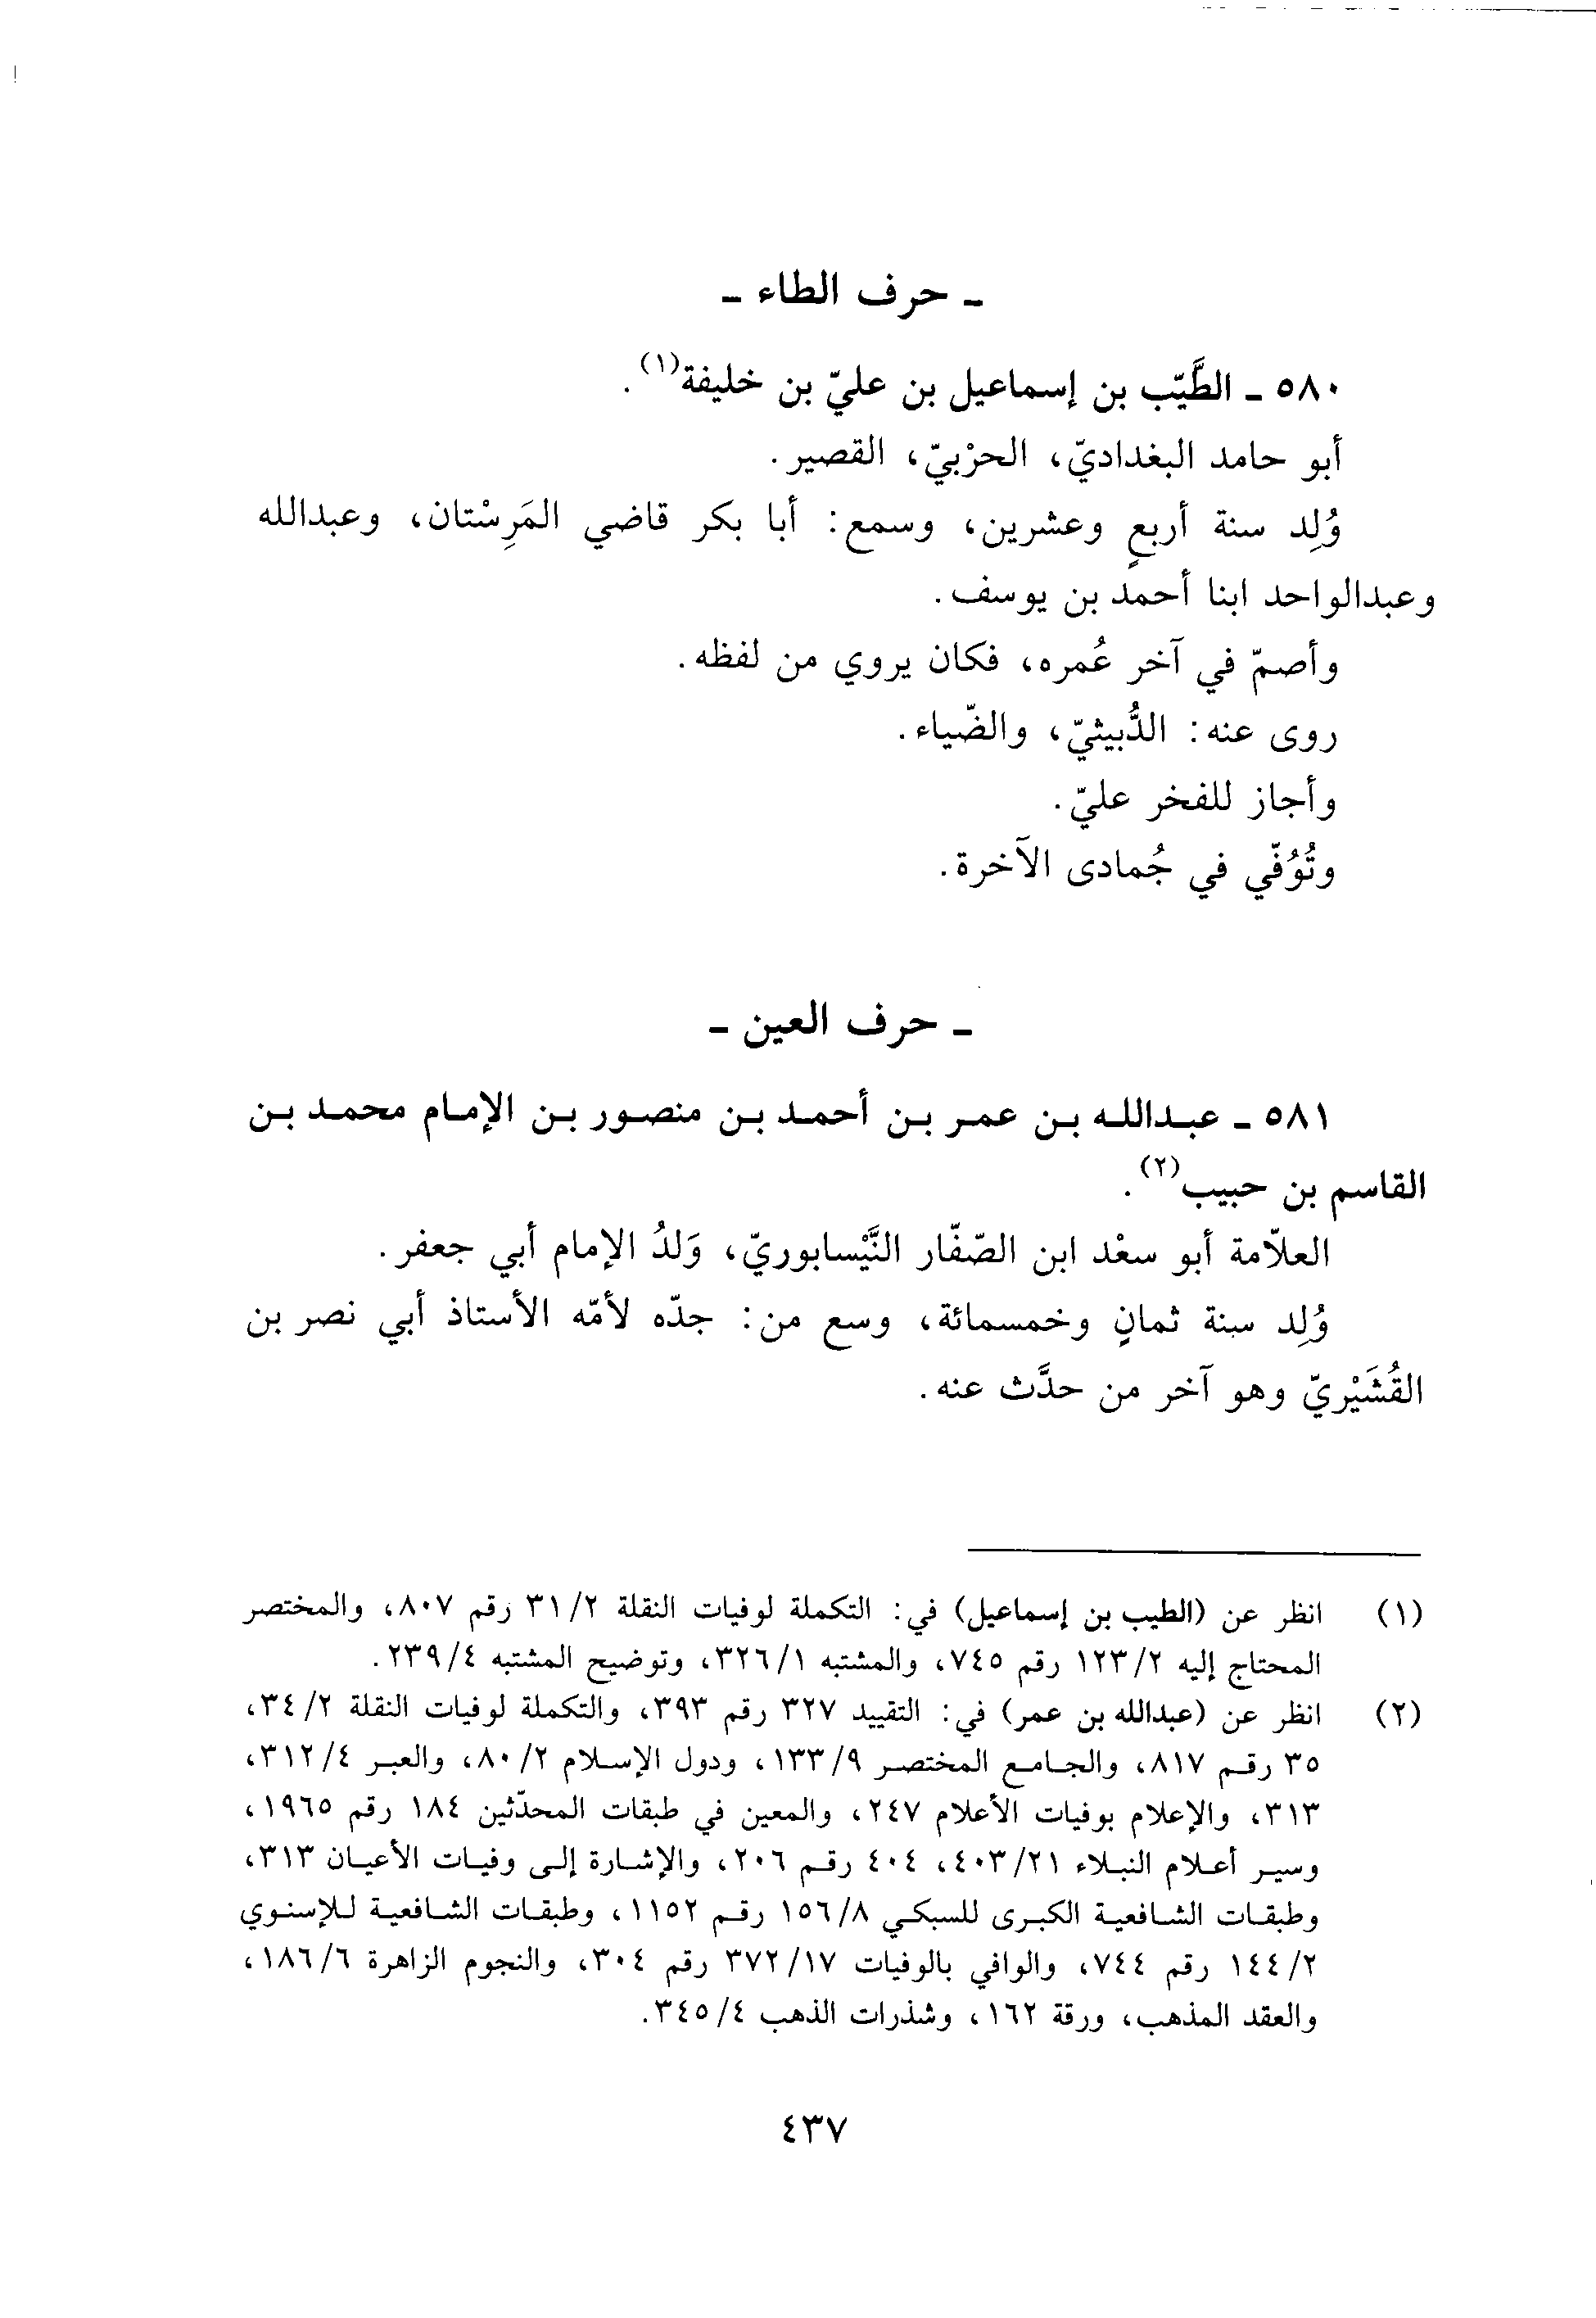 ـ حرف الطاء ـ
٥٨٠ ـ الطَّيّب بن إسماعيل بن عليّ بن خليفة(١).
أبو حامد البغداديّ، الحرْبيّ، القصير.
وُلِد سنة أربعٍ وعشرين، وسمع: أبا بكر قاضي المَرِسْتان، وعبدالله
وعبدالواحد ابنا أحمد بن يوسف.
وأصمّ في آخر عُمره، فكان يروي من لفظه.
روى عنه: الدُّبيثيّ، والضّياء.
وأجاز للفخر عليّ.
وتُوُفّي في جُمادى الآخرة.
ـ حرف العين ـ
٥٨١ ـ عبدالله بن عمر بن أحمد بن منصور بن الإمام محمد بن
القاسم بن حبيب(٢).
العلاّمة أبو سعْد ابن الصّفّار النَّيْسابوريّ، وَلدُ الإمام أبي جعفر.
وُلِد سنة ثمانٍ وخمسمائة، وسع من: جدّه لأمّه الأستاذ أبي نصر بن
القُشَيْريّ وهو آخر من حدَّث عنه.
(١) انظر عن (الطيب بن إسماعيل) في: التكملة لوفيات النقلة ٣١/٢ رقم ٨٠٧، والمختصر
المحتاج إليه ١٢٣/٢ رقم ٧٤٥، والمشتبه ٣٢٦/١، وتوضيح المشتبه ٢٣٩/٤.
(٢) انظر عن (عبدالله بن عمر) في: التقييد ٣٢٧ رقم ٣٩٣، والتكملة لوفيات النقلة ٣٤/٢،
٣٥ رقم ٨١٧، والجامع المختصر ١٣٣/٩، ودول الإسلام ٨٠/٢، والعبر ٣١٢/٤،
٣١٣، والإعلام بوفيات الأعلام ٢٤٧، والمعين في طبقات المحدّثين ١٨٤ رقم ١٩٦٥،
وسير أعلام النبلاء ٤٠٣/٢١، ٤٠٤ رقم ٢٠٦، والإشارة إلى وفيات الأعيان ٣١٣،
وطبقات الشافعية الكبرى للسبكي ١٥٦/٨ رقم ١١٥٢، وطبقات الشافعية للإسنوي
١٤٤/٢ رقم ٧٤٤، والوافي بالوفيات ٣٧٢/١٧ رقم ٣٠٤، والنجوم الزاهرة ١٨٦/٦،
والعقد المذهب، ورقة ١٦٢، وشذرات الذهب ٣٤٥/٤.
٤٣٧